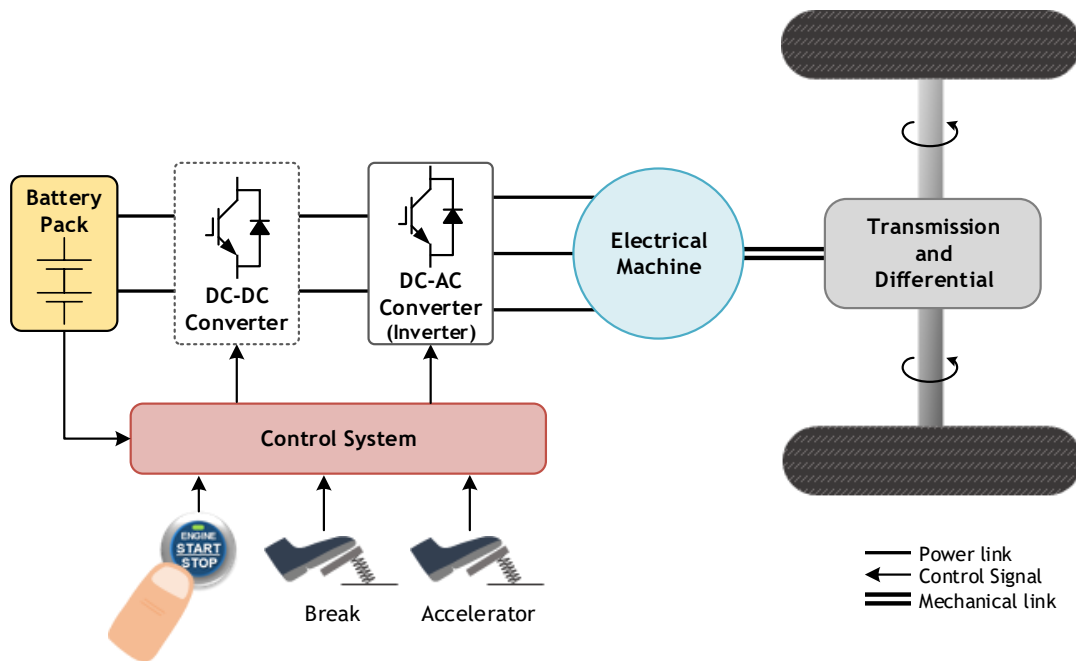 Battery
Pack
DC-DC
Converter
DC-AC
Converter
(Inverter)
Electrical
Machine
Transmission
and
Differential
Control System
ENGINE
START
STOP
Break
Accelerator
Power link
Control Signal
Mechanical link